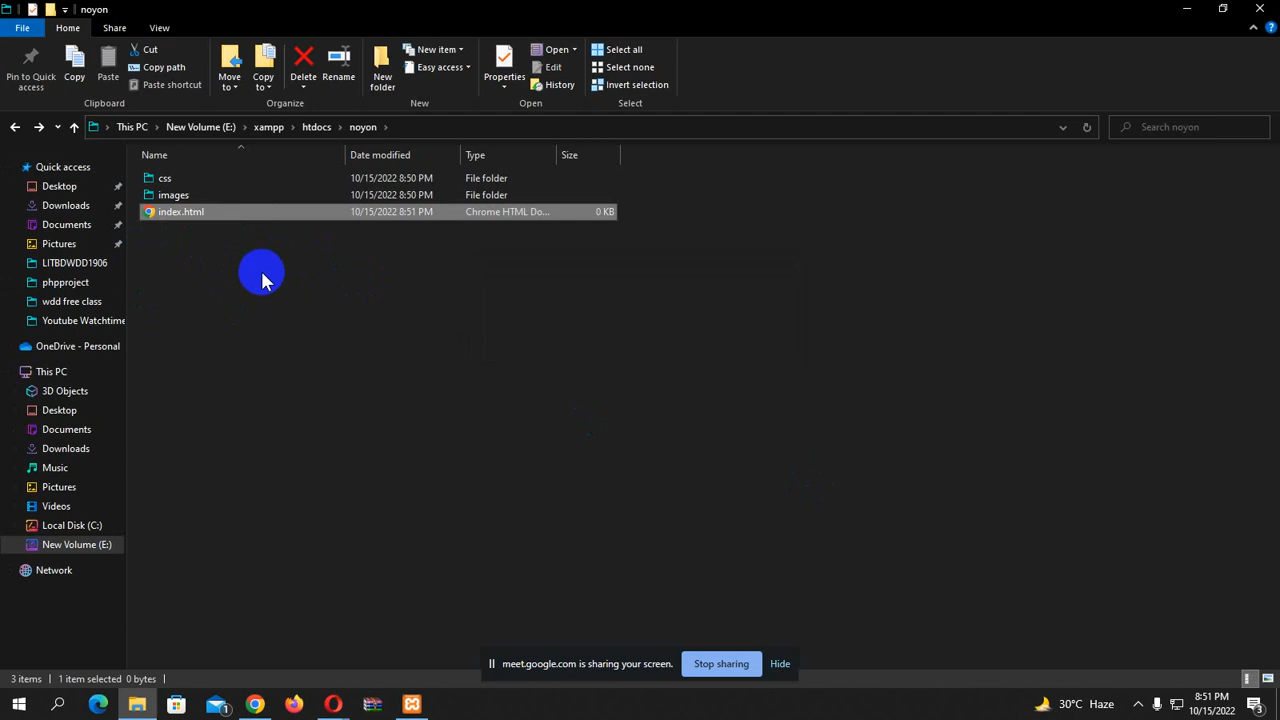 noyon
File
Home
Share
View
Pin to Quick access
Copy
Paste
Cut
Copy path
Paste shortcut
Clipboard
Move to
Copy to
Delete
Rename
Organize
New folder
New item
Easy access
New
Properties
Open
Edit
History
Open
Select all
Select none
Invert selection
Select
This PC
New Volume (E:)
xampp
htdocs
noyon
Search noyon
Name
Date modified
Type
Size
css
10/15/2022 8:50 PM
File folder
images
10/15/2022 8:50 PM
File folder
index.html
10/15/2022 8:51 PM
Chrome HTML Do...
0 KB
Quick access
Desktop
Downloads
Documents
Pictures
LITBDWDD1906
phpproject
wdd free class
Youtube Watchtime
OneDrive - Personal
This PC
3D Objects
Desktop
Documents
Downloads
Music
Pictures
Videos
Local Disk (C:)
New Volume (E:)
Network
meet.google.com is sharing your screen.
Stop sharing
Hide
3 items
1 item selected 0 bytes
1
30°C Haze
8:51 PM
10/15/2022
3